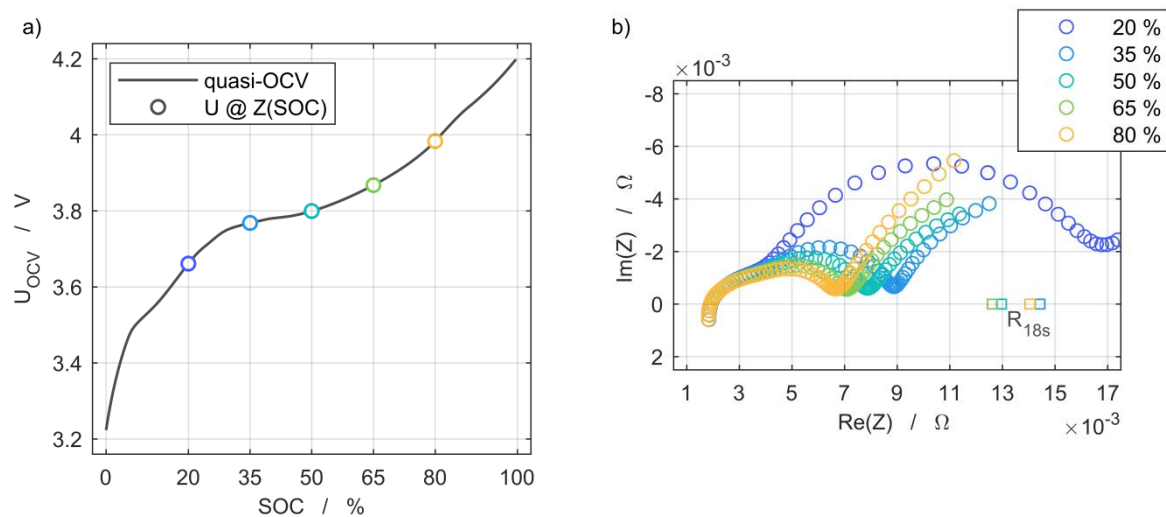 a)
4.2
4
3.8
3.6
3.4
3.2
U_OCV / V
quasi-OCV
U @ Z(SOC)
0 20 35 50 65 80 100
SOC / %
b)
×10^-3
-8
-6
-4
-2
0
2
Im(Z) / Ω
20 %
35 %
50 %
65 %
80 %
R_18s
1 3 5 7 9 11 13 15 17
Re(Z) / Ω
×10^-3